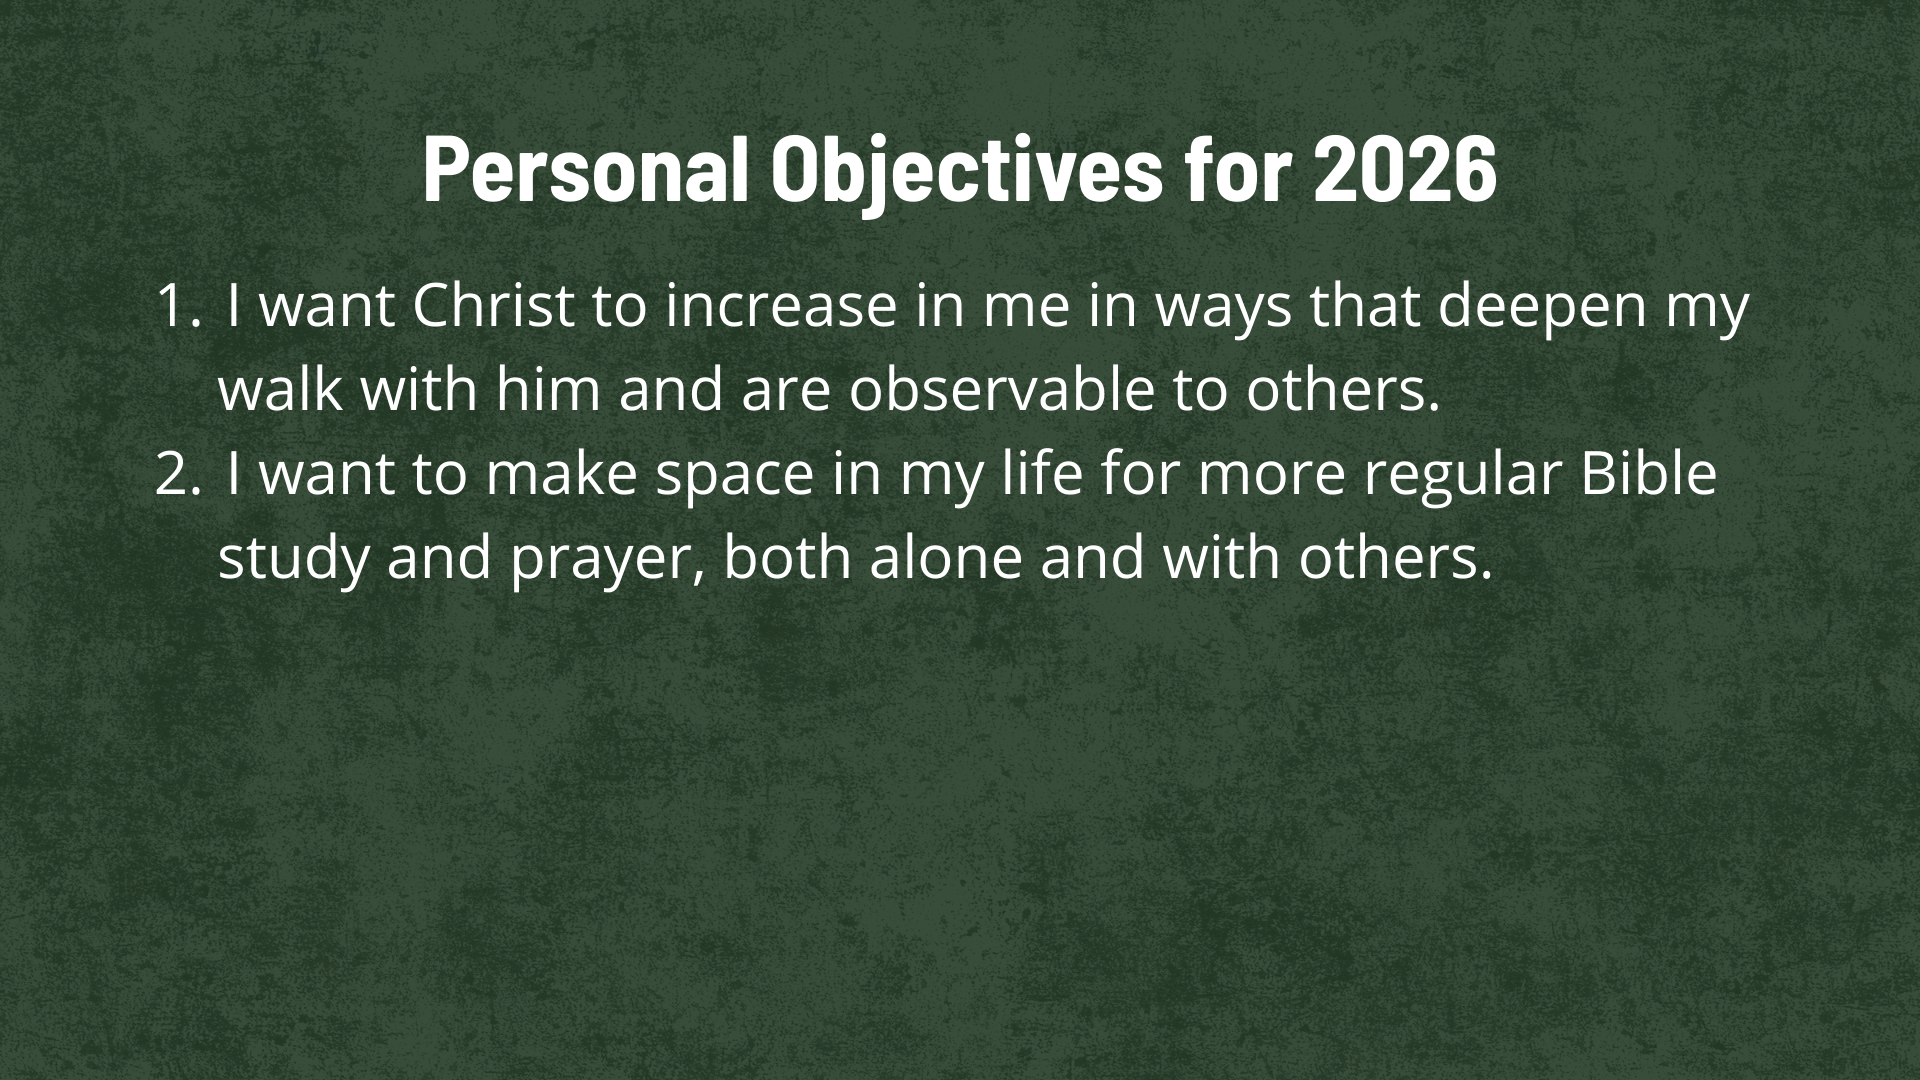 Personal Objectives for 2026
1. I want Christ to increase in me in ways that deepen my
walk with him and are observable to others.
2. I want to make space in my life for more regular Bible
study and prayer, both alone and with others.